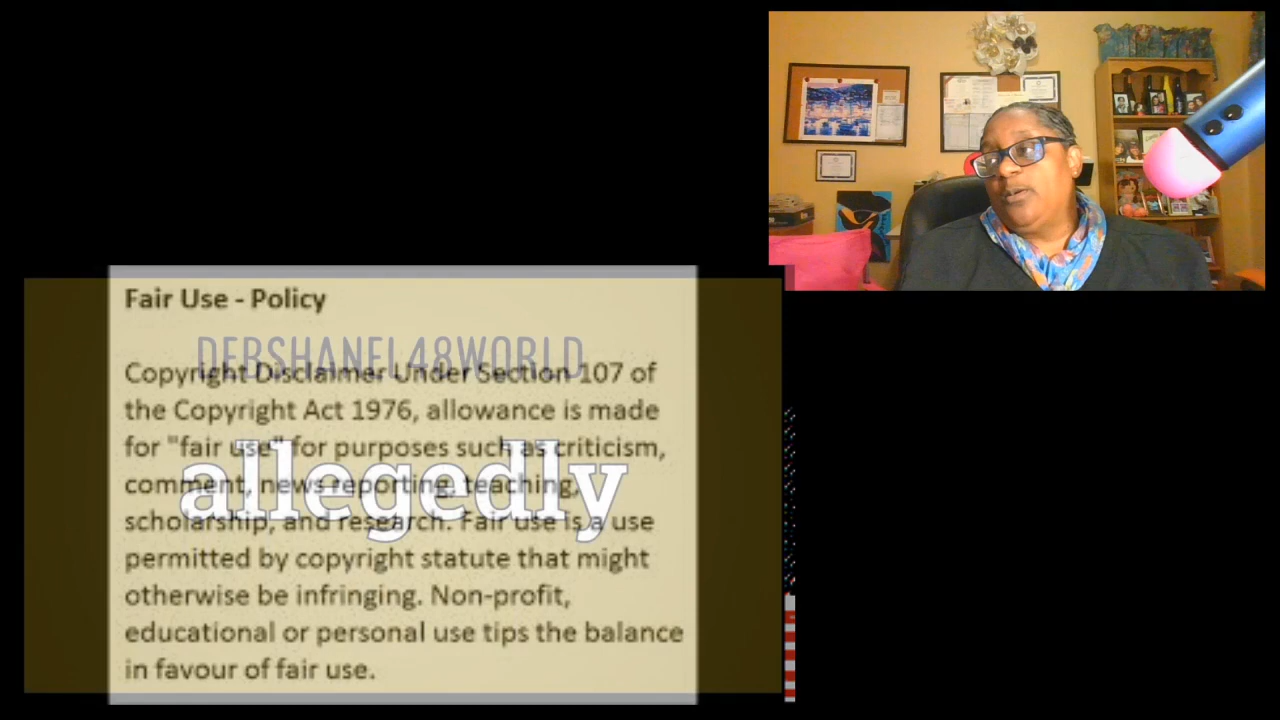 Fair Use - Policy
DEBSHANEL48WORLD
Copyright Disclaimer Under Section 107 of
the Copyright Act 1976, allowance is made
for "fair use" for purposes such as criticism,
allegedly
comment, news reporting, teaching,
scholarship, and research. Fair use is a use
permitted by copyright statute that might
otherwise be infringing. Non-profit,
educational or personal use tips the balance
in favour of fair use.